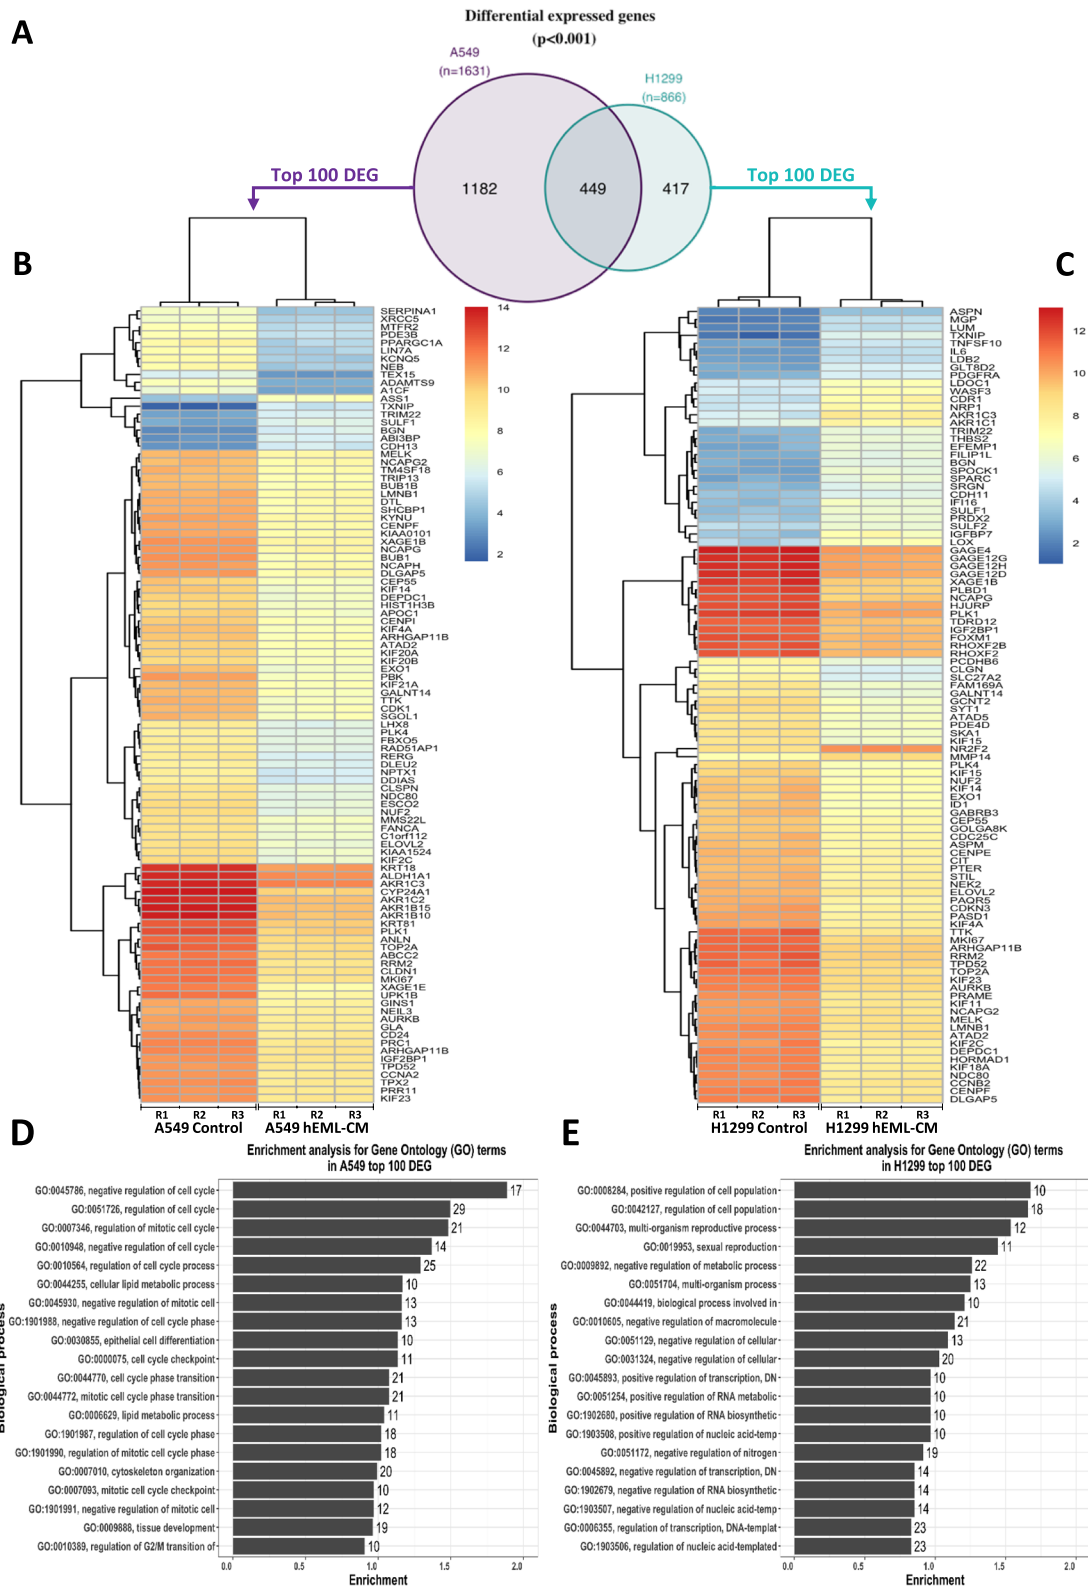 A
Differential expressed genes
(p<0.001)
A549
(n=1631)
H1299
(n=866)
1182
449
417
Top 100 DEG
Top 100 DEG
B
SERPINA1
XRCC5
MTFR2
PDE3B
PPARGC1A
LIN7A
KCNQ5
NEB
TEX15
ADAMTS9
A1CF
ASS1
TXNIP
TRIM22
SULF1
BGN
ABI3BP
CDH13
MELK
NCAPG2
TM4SF18
TRIP13
BUB1B
LMNB1
DTL
SHCBP1
KYNU
CENPF
KIAA0101
XAGE1B
NCAPG
BUB1
NCAPH
DLGAP5
CEP55
KIF14
DEPDC1
HIST1H3B
APOC1
CENPI
KIF4A
ARHGAP11B
ATAD2
KIF20A
KIF20B
EXO1
PBK
KIF21A
GALNT14
TTK
CDK1
SGOL1
LHX8
PLK4
FBXO5
RAD51AP1
RERG
DLEU2
NPTX1
DDIAS
CLSPN
NDC80
ESCO2
NUF2
MMS22L
FANCA
C1orf112
ELOVL2
KIAA1524
KIF2C
KRT18
ALDH1A1
AKR1C3
CYP24A1
AKR1C2
AKR1B15
AKR1B10
KRT81
PLK1
ANLN
TOP2A
ABCC2
RRM2
CLDN1
MKI67
XAGE1E
UPK1B
GINS1
NEIL3
AURKB
GLA
CD24
PRC1
ARHGAP11B
IGF2BP1
TPD52
CCNA2
TPX2
PRR11
KIF23
14
12
10
8
6
4
2
R1 R2 R3 R1 R2 R3
A549 Control A549 hEML-CM
C
ASPN
MGP
LUM
TXNIP
TNFSF10
IL6
LDB2
GLT8D2
PDGFRA
LDOC1
WASF3
CDR1
NRP1
AKR1C3
AKR1C1
TRIM22
THBS2
EFEMP1
FILIP1L
BGN
SPOCK1
SPARC
SRGN
CDH11
IFI16
SULF1
PRDX2
SULF2
IGFBP7
LOX
GAGE4
GAGE12G
GAGE12H
GAGE12D
XAGE1B
PLBD1
NCAPG
HJURP
PLK1
TDRD12
IGF2BP1
FOXM1
RHOXF2B
RHOXF2
PCDHB6
CLGN
SLC27A2
FAM169A
GALNT14
GCNT2
SYT1
ATAD5
PDE4D
SKA1
KIF15
NR2F2
MMP14
PLK4
KIF15
NUF2
KIF14
EXO1
ID1
GABRB3
CEP55
GOLGA8K
CDC25C
ASPM
CENPE
CIT
PTER
STIL
NEK2
ELOVL2
PAQR5
CDKN3
PASD1
KIF4A
TTK
MKI67
ARHGAP11B
RRM2
TPD52
TOP2A
KIF23
AURKB
PRAME
KIF11
NCAPG2
MELK
LMNB1
ATAD2
KIF2C
DEPDC1
HORMAD1
KIF18A
NDC80
CCNB2
CENPF
DLGAP5
12
10
8
6
4
2
R1 R2 R3 R1 R2 R3
H1299 Control H1299 hEML-CM
D
Enrichment analysis for Gene Ontology (GO) terms
in A549 top 100 DEG
Biological process
GO:0045786, negative regulation of cell cycle 17
GO:0051726, regulation of cell cycle 29
GO:0007346, regulation of mitotic cell cycle 21
GO:0010948, negative regulation of cell cycle 14
GO:0010564, regulation of cell cycle process 25
GO:0044255, cellular lipid metabolic process 10
GO:0045930, negative regulation of mitotic cell 13
GO:1901988, negative regulation of cell cycle phase 13
GO:0030855, epithelial cell differentiation 10
GO:0000075, cell cycle checkpoint 11
GO:0044770, cell cycle phase transition 21
GO:0044772, mitotic cell cycle phase transition 21
GO:0006629, lipid metabolic process 11
GO:1901987, regulation of cell cycle phase 18
GO:1901990, regulation of mitotic cell cycle phase 18
GO:0007010, cytoskeleton organization 20
GO:0007093, mitotic cell cycle checkpoint 10
GO:1901991, negative regulation of mitotic cell 12
GO:0009888, tissue development 19
GO:0010389, regulation of G2/M transition of 10
0.0 0.5 1.0 1.5 2.0
Enrichment
E
Enrichment analysis for Gene Ontology (GO) terms
in H1299 top 100 DEG
Biological process
GO:0008284, positive regulation of cell population 10
GO:0042127, regulation of cell population 18
GO:0044703, multi-organism reproductive process 12
GO:0019953, sexual reproduction 11
GO:0009892, negative regulation of metabolic process 22
GO:0051704, multi-organism process 13
GO:0044419, biological process involved in 10
GO:0010605, negative regulation of macromolecule 21
GO:0051129, negative regulation of cellular 13
GO:0031324, negative regulation of cellular 20
GO:0045893, positive regulation of transcription, DN 10
GO:0051254, positive regulation of RNA metabolic 10
GO:1902680, positive regulation of RNA biosynthetic 10
GO:1903508, positive regulation of nucleic acid-temp 10
GO:0051172, negative regulation of nitrogen 19
GO:0045892, negative regulation of transcription, DN 14
GO:1902679, negative regulation of RNA biosynthetic 14
GO:1903507, negative regulation of nucleic acid-temp 14
GO:0006355, regulation of transcription, DNA-templat 23
GO:1903506, regulation of nucleic acid-templated 23
0.0 0.5 1.0 1.5 2.0
Enrichment